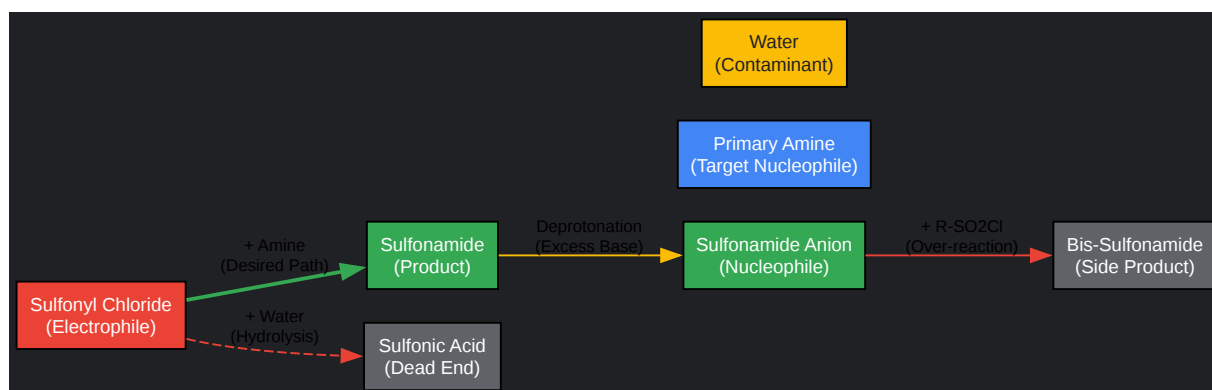 Water
(Contaminant)
Primary Amine
(Target Nucleophile)
Sulfonyl Chloride
(Electrophile)
+ Amine
(Desired Path)
Sulfonamide
(Product)
Deprotonation
(Excess Base)
Sulfonamide Anion
(Nucleophile)
+ R-SO2Cl
(Over-reaction)
Bis-Sulfonamide
(Side Product)
+ Water
(Hydrolysis)
Sulfonic Acid
(Dead End)